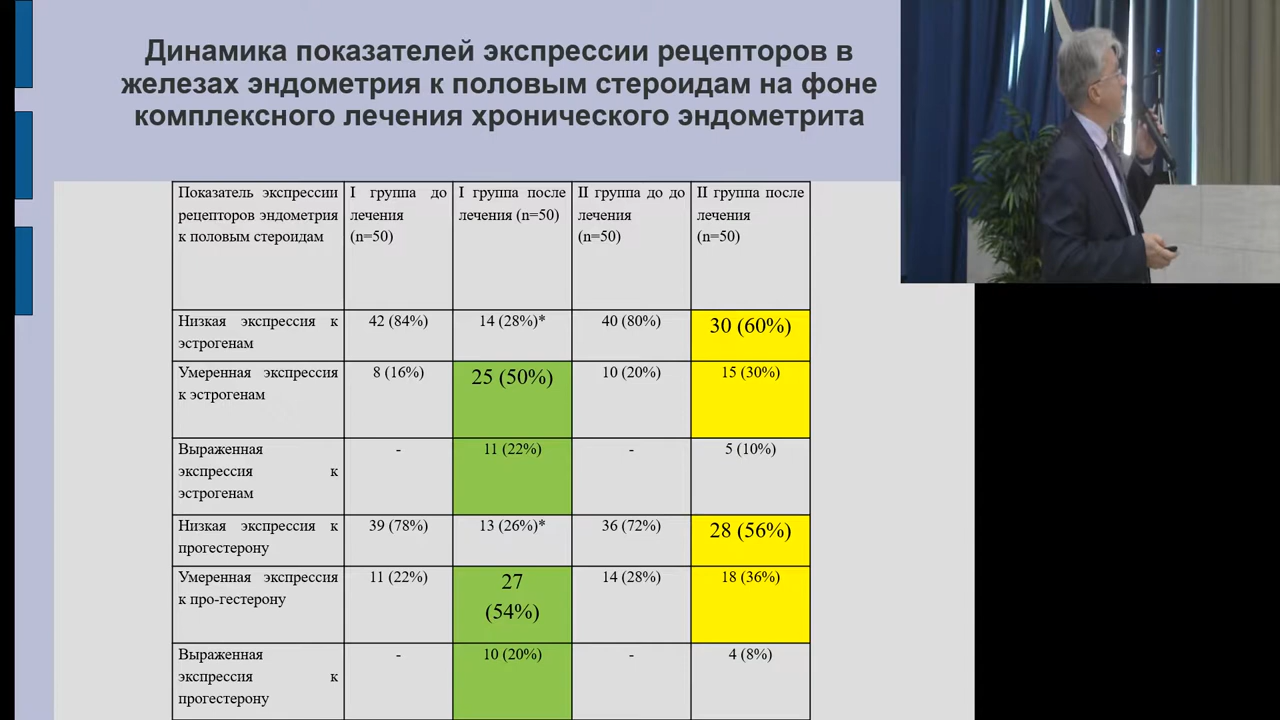 Динамика показателей экспрессии рецепторов в
железах эндометрия к половым стероидам на фоне
комплексного лечения хронического эндометрита
Показатель экспрессии
рецепторов эндометрия
к половым стероидам
I группа до
лечения
(n=50)
I группа после
лечения (n=50)
II группа до до
лечения
(n=50)
II группа после
лечения
(n=50)
Низкая экспрессия к
эстрогенам
42 (84%)
14 (28%)*
40 (80%)
30 (60%)
Умеренная экспрессия
к эстрогенам
8 (16%)
25 (50%)
10 (20%)
15 (30%)
Выраженная
экспрессия к
эстрогенам
-
11 (22%)
-
5 (10%)
Низкая экспрессия к
прогестерону
39 (78%)
13 (26%)*
36 (72%)
28 (56%)
Умеренная экспрессия
к про-гестерону
11 (22%)
27
(54%)
14 (28%)
18 (36%)
Выраженная
экспрессия к
прогестерону
-
10 (20%)
-
4 (8%)